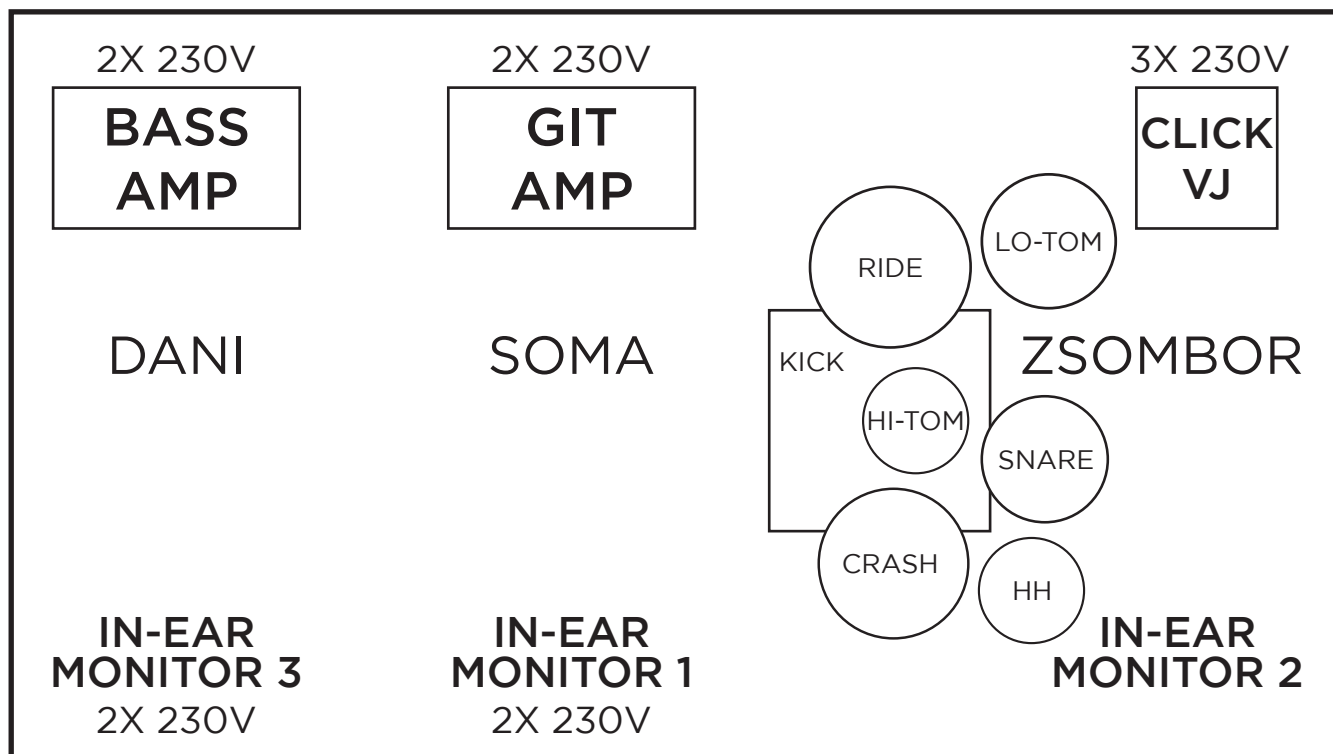 2X 230V
BASS
AMP
2X 230V
GIT
AMP
3X 230V
CLICK
VJ
RIDE
LO-TOM
DANI
SOMA
KICK
ZSOMBOR
HI-TOM
SNARE
CRASH
HH
IN-EAR
MONITOR 3
2X 230V
IN-EAR
MONITOR 1
2X 230V
IN-EAR
MONITOR 2